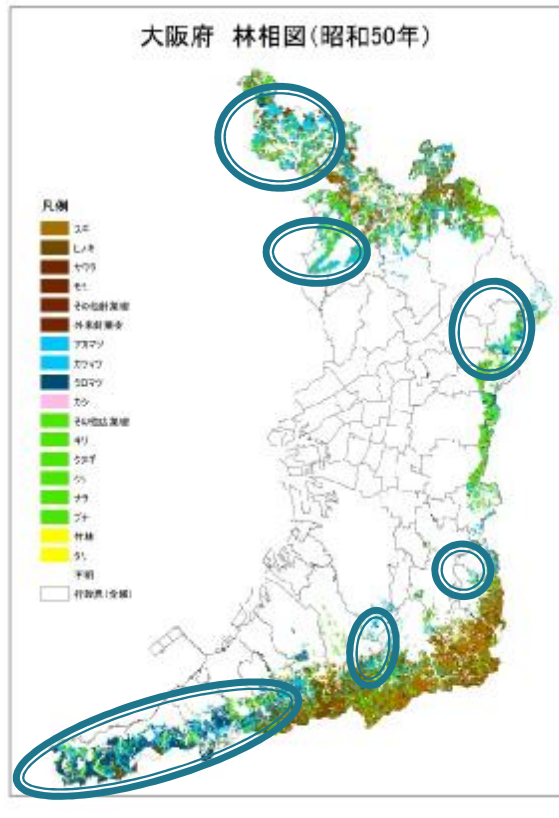 大阪府 林相図(昭和50年)
凡例
スギ
ヒノキ
サワラ
モミ
その他針葉樹
外来針葉樹
アカマツ
クロマツ
カシ
その他広葉樹
キリ
クヌギ
ナラ
ブナ
竹林
不明